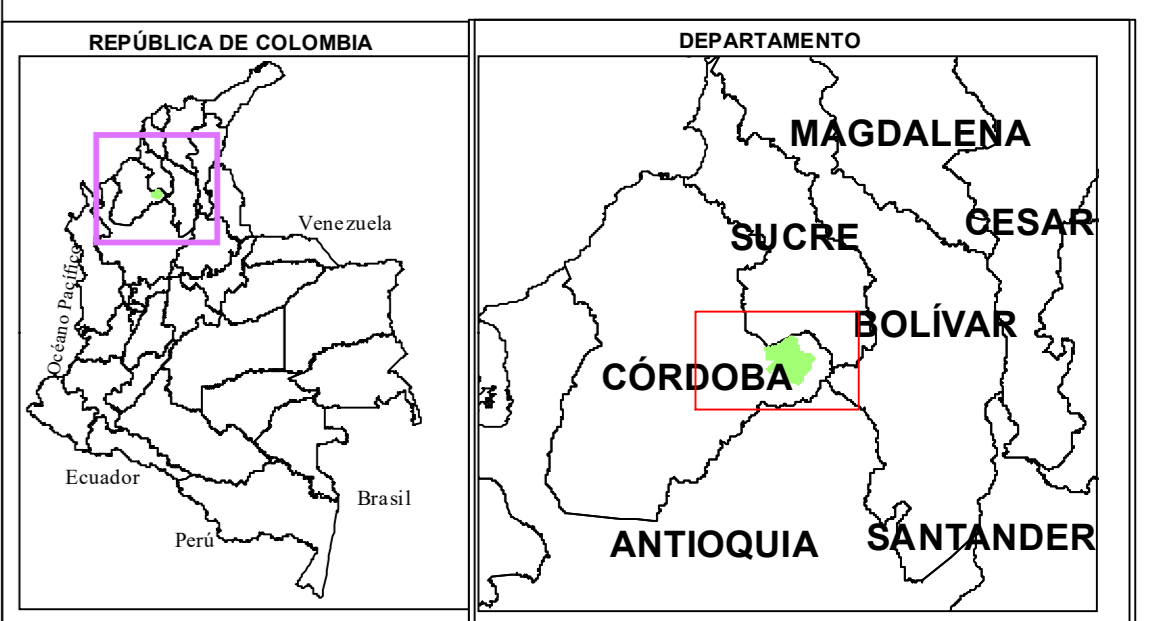 REPÚBLICA DE COLOMBIA
Venezuela
Océano Pacífico
Ecuador
Brasil
Perú
DEPARTAMENTO
MAGDALENA
CESAR
SUCRE
BOLÍVAR
CÓRDOBA
ANTIOQUIA
SANTANDER